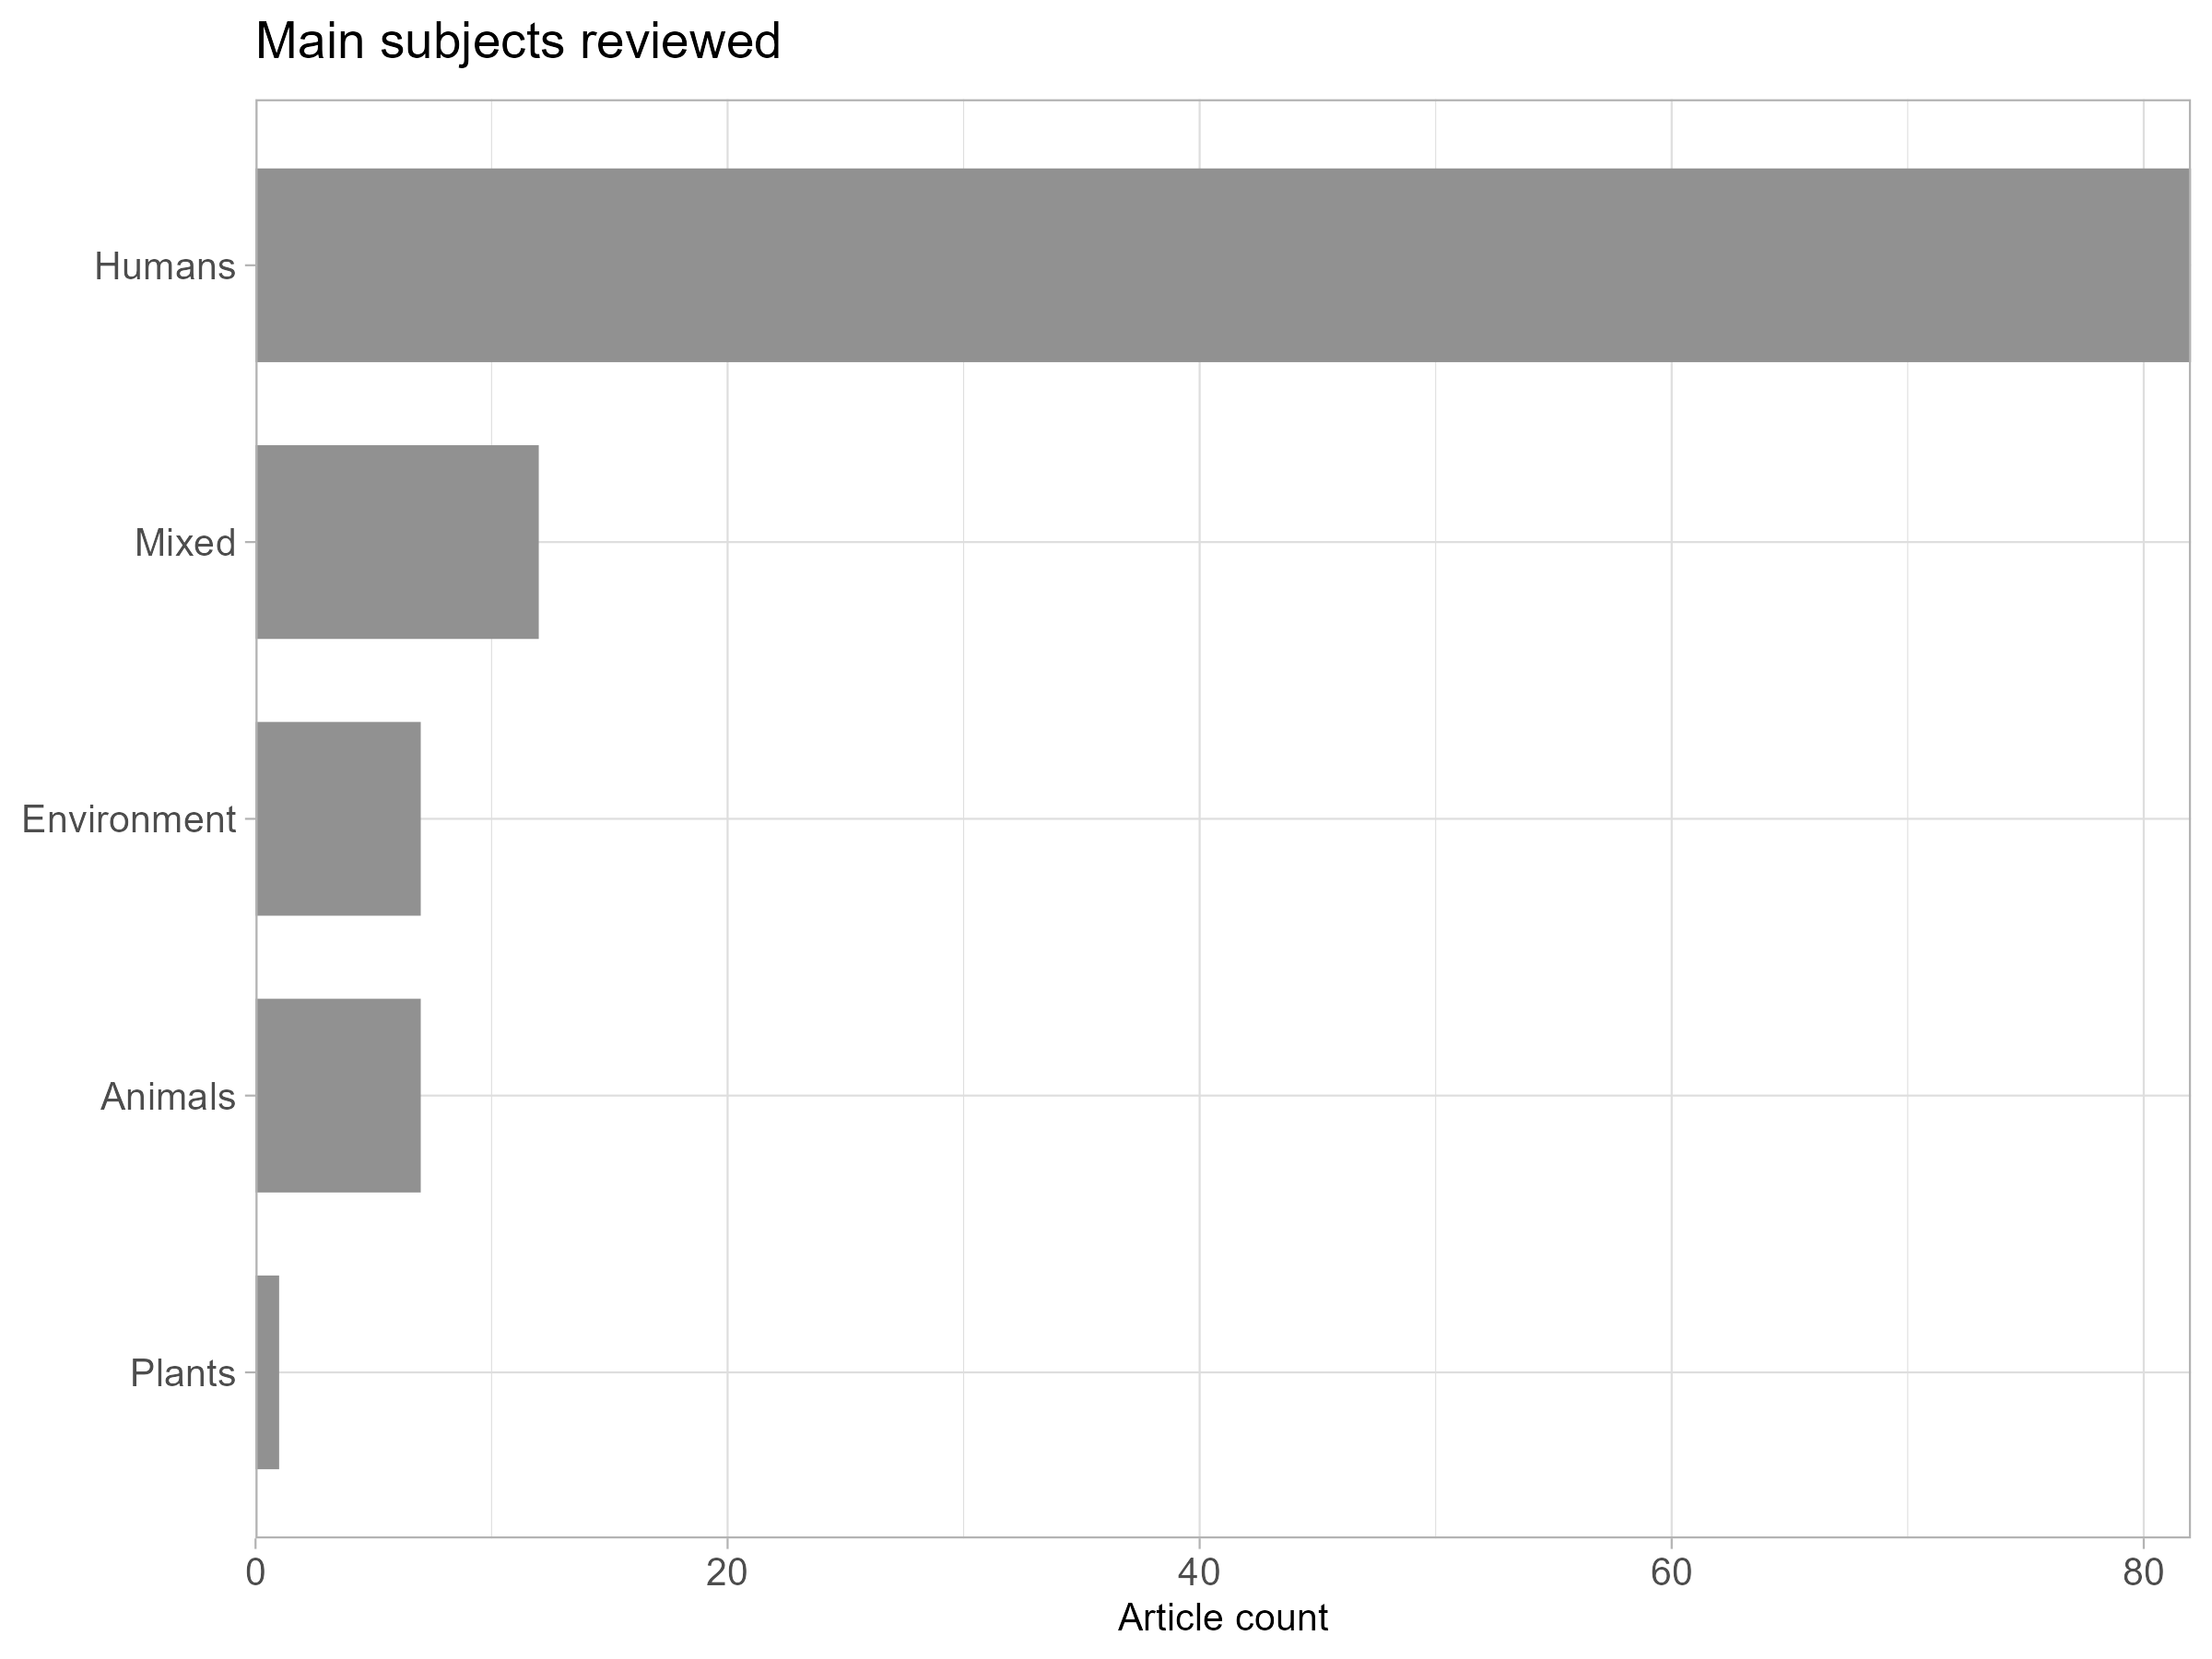 Main subjects reviewed
Humans
Mixed
Environment
Animals
Plants
0 20 40 60 80
Article count